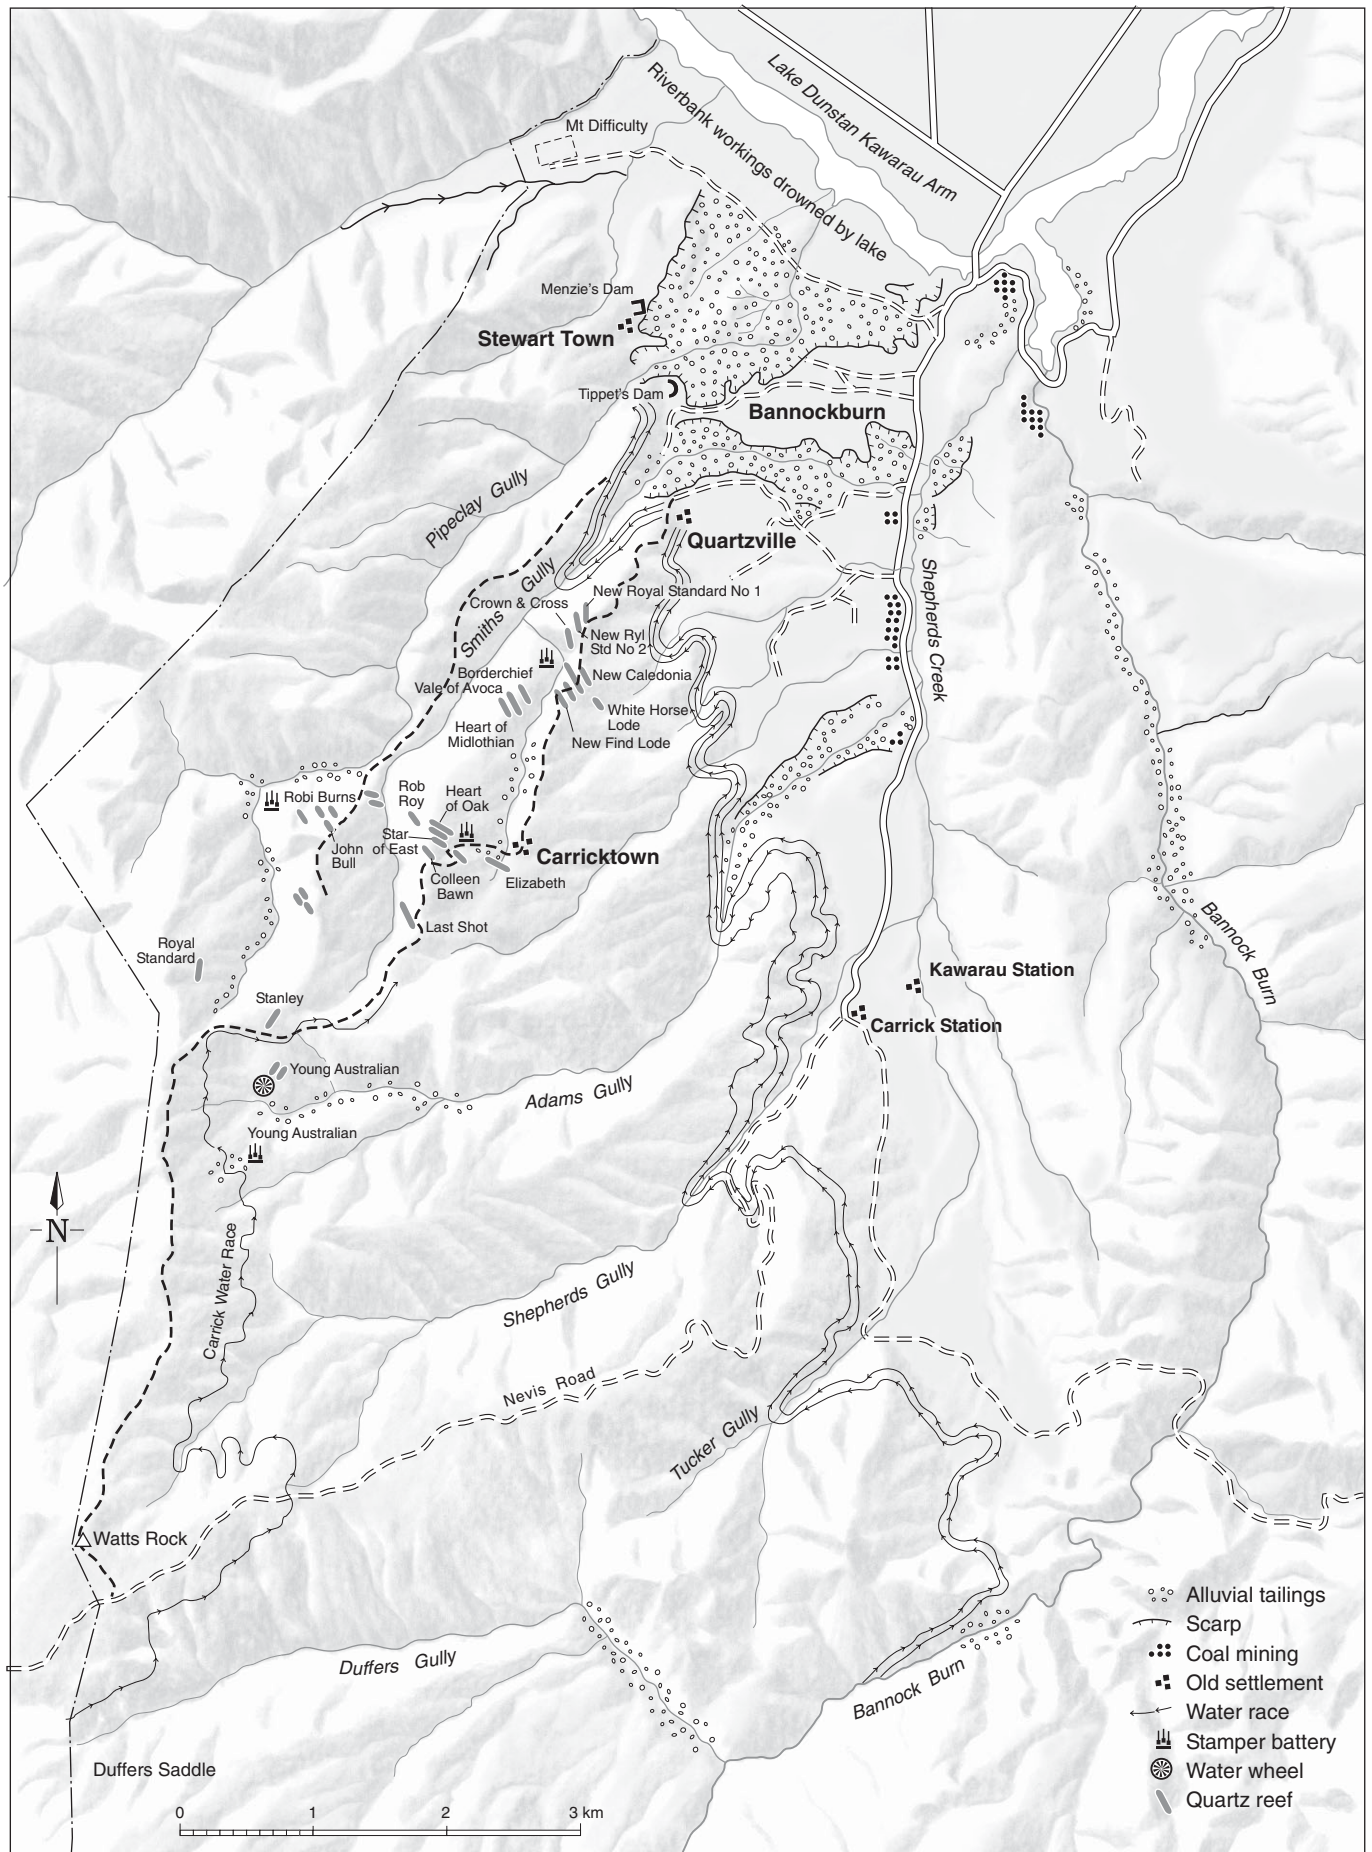 Mt Difficulty
Lake Dunstan Kawarau Arm
Riverbank workings drowned by lake
Menzie's Dam
Stewart Town
Tippet's Dam
Bannockburn
Pipeclay Gully
Quartzville
Smiths Gully
Shepherds Creek
New Royal Standard No 1
Crown & Cross
New Ryl
Std No 2
Borderchief
New Caledonia
Vale of Avoca
White Horse
Lode
Heart of
Midlothian
New Find Lode
Robi Burns
Rob
Roy
Heart
of Oak
Star
of East
John
Bull
Carricktown
Colleen
Bawn
Elizabeth
Last Shot
Bannock Burn
Royal
Standard
Kawarau Station
Stanley
Carrick Station
Young Australian
Adams Gully
Young Australian
N
Carrick Water Race
Shepherds Gully
Nevis Road
Tucker Gully
Watts Rock
Duffers Gully
Bannock Burn
Duffers Saddle
Alluvial tailings
Scarp
Coal mining
Old settlement
Water race
Stamper battery
Water wheel
Quartz reef
0 1 2 3 km